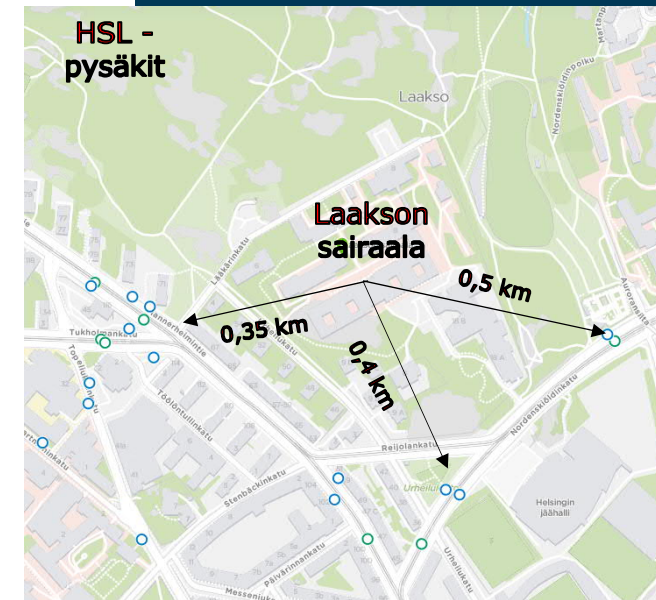 HSL -
pysäkit
Laakso
Nordenskiöldinpolku
Laakson
sairaala
Lääkärinkatu
0,5 km
Auroransilta
0,35 km
0,4 km
Mannerheimintie
Tukholmankatu
Topeliuksenkatu
Töölöntullinkatu
Nordenskiöldinkatu
Reijolankatu
Stenbäckinkatu
Helsingin
jäähalli
Urheilukatu
Päivärinnankatu